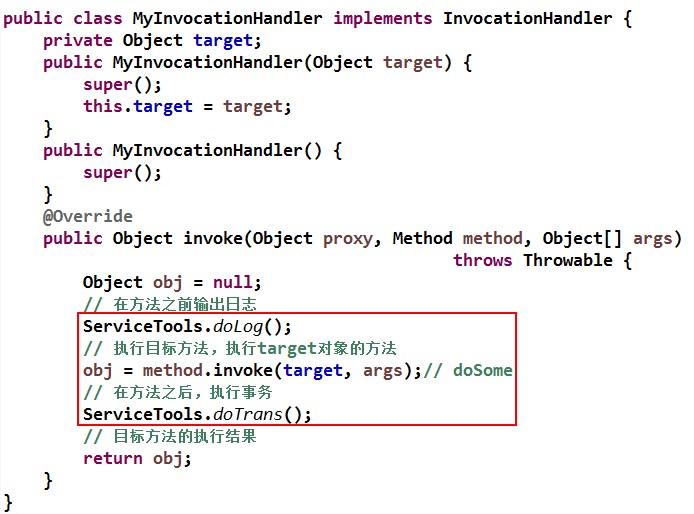 public class MyInvocationHandler implements InvocationHandler {
    private Object target;
    public MyInvocationHandler(Object target) {
        super();
        this.target = target;
    }
    public MyInvocationHandler() {
        super();
    }
    @Override
    public Object invoke(Object proxy, Method method, Object[] args)
                                             throws Throwable {
        Object obj = null;
        // 在方法之前输出日志
        ServiceTools.doLog();
        // 执行目标方法，执行target对象的方法
        obj = method.invoke(target, args);// doSome
        // 在方法之后，执行事务
        ServiceTools.doTrans();
        // 目标方法的执行结果
        return obj;
    }
}